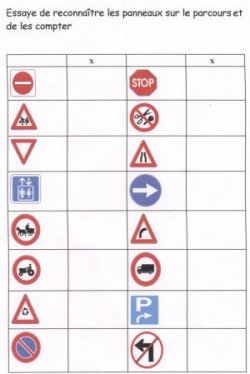 Essaye de reconnaître les panneaux sur le parcours et
de les compter
x x
STOP
P